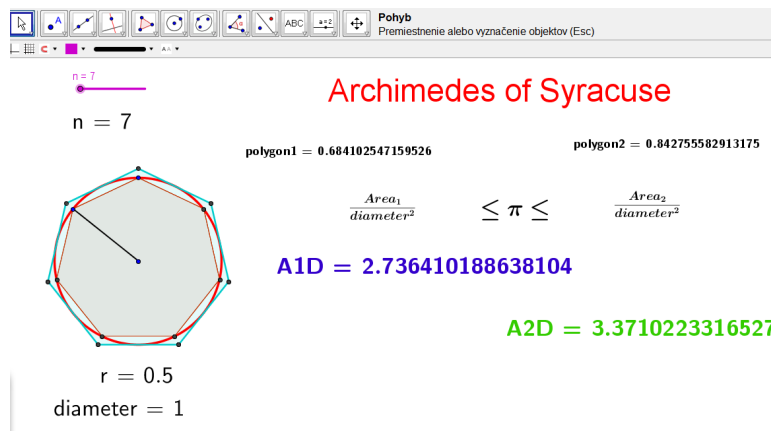 ABC
a=2
Pohyb
Premiestnenie alebo vyznačenie objektov (Esc)
AA
n = 7
Archimedes of Syracuse
n = 7
polygon1 = 0.684102547159526
polygon2 = 0.842755582913175
Area₁
diameter²
≤ π ≤
Area₂
diameter²
A1D = 2.736410188638104
A2D = 3.3710223316527
r = 0.5
diameter = 1